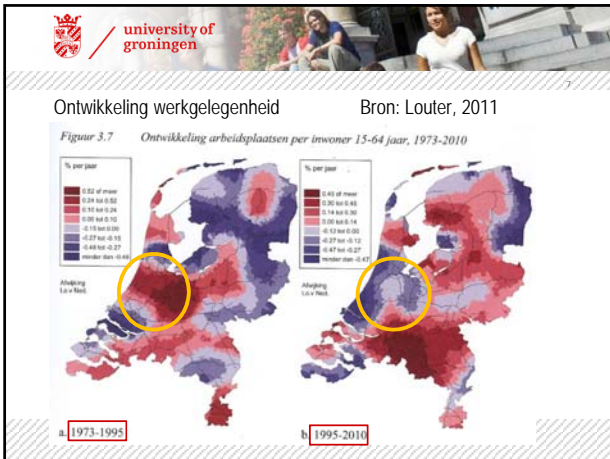 university of
groningen
7
Ontwikkeling werkgelegenheid Bron: Louter, 2011
Figuur 3.7 Ontwikkeling arbeidsplaatsen per inwoner 15-64 jaar, 1973-2010
% per jaar
0.52 of meer
0.24 tot 0.52
0.10 tot 0.24
0.00 tot 0.10
-0.15 tot 0.00
-0.27 tot -0.15
-0.46 tot -0.27
minder dan -0.46
Afwijking
t.o.v Ned.
% per jaar
0.45 of meer
0.30 tot 0.45
0.14 tot 0.30
0.00 tot 0.14
-0.12 tot 0.00
-0.27 tot -0.12
-0.47 tot -0.27
minder dan -0.47
Afwijking
t.o.v Ned.
a. 1973-1995
b. 1995-2010